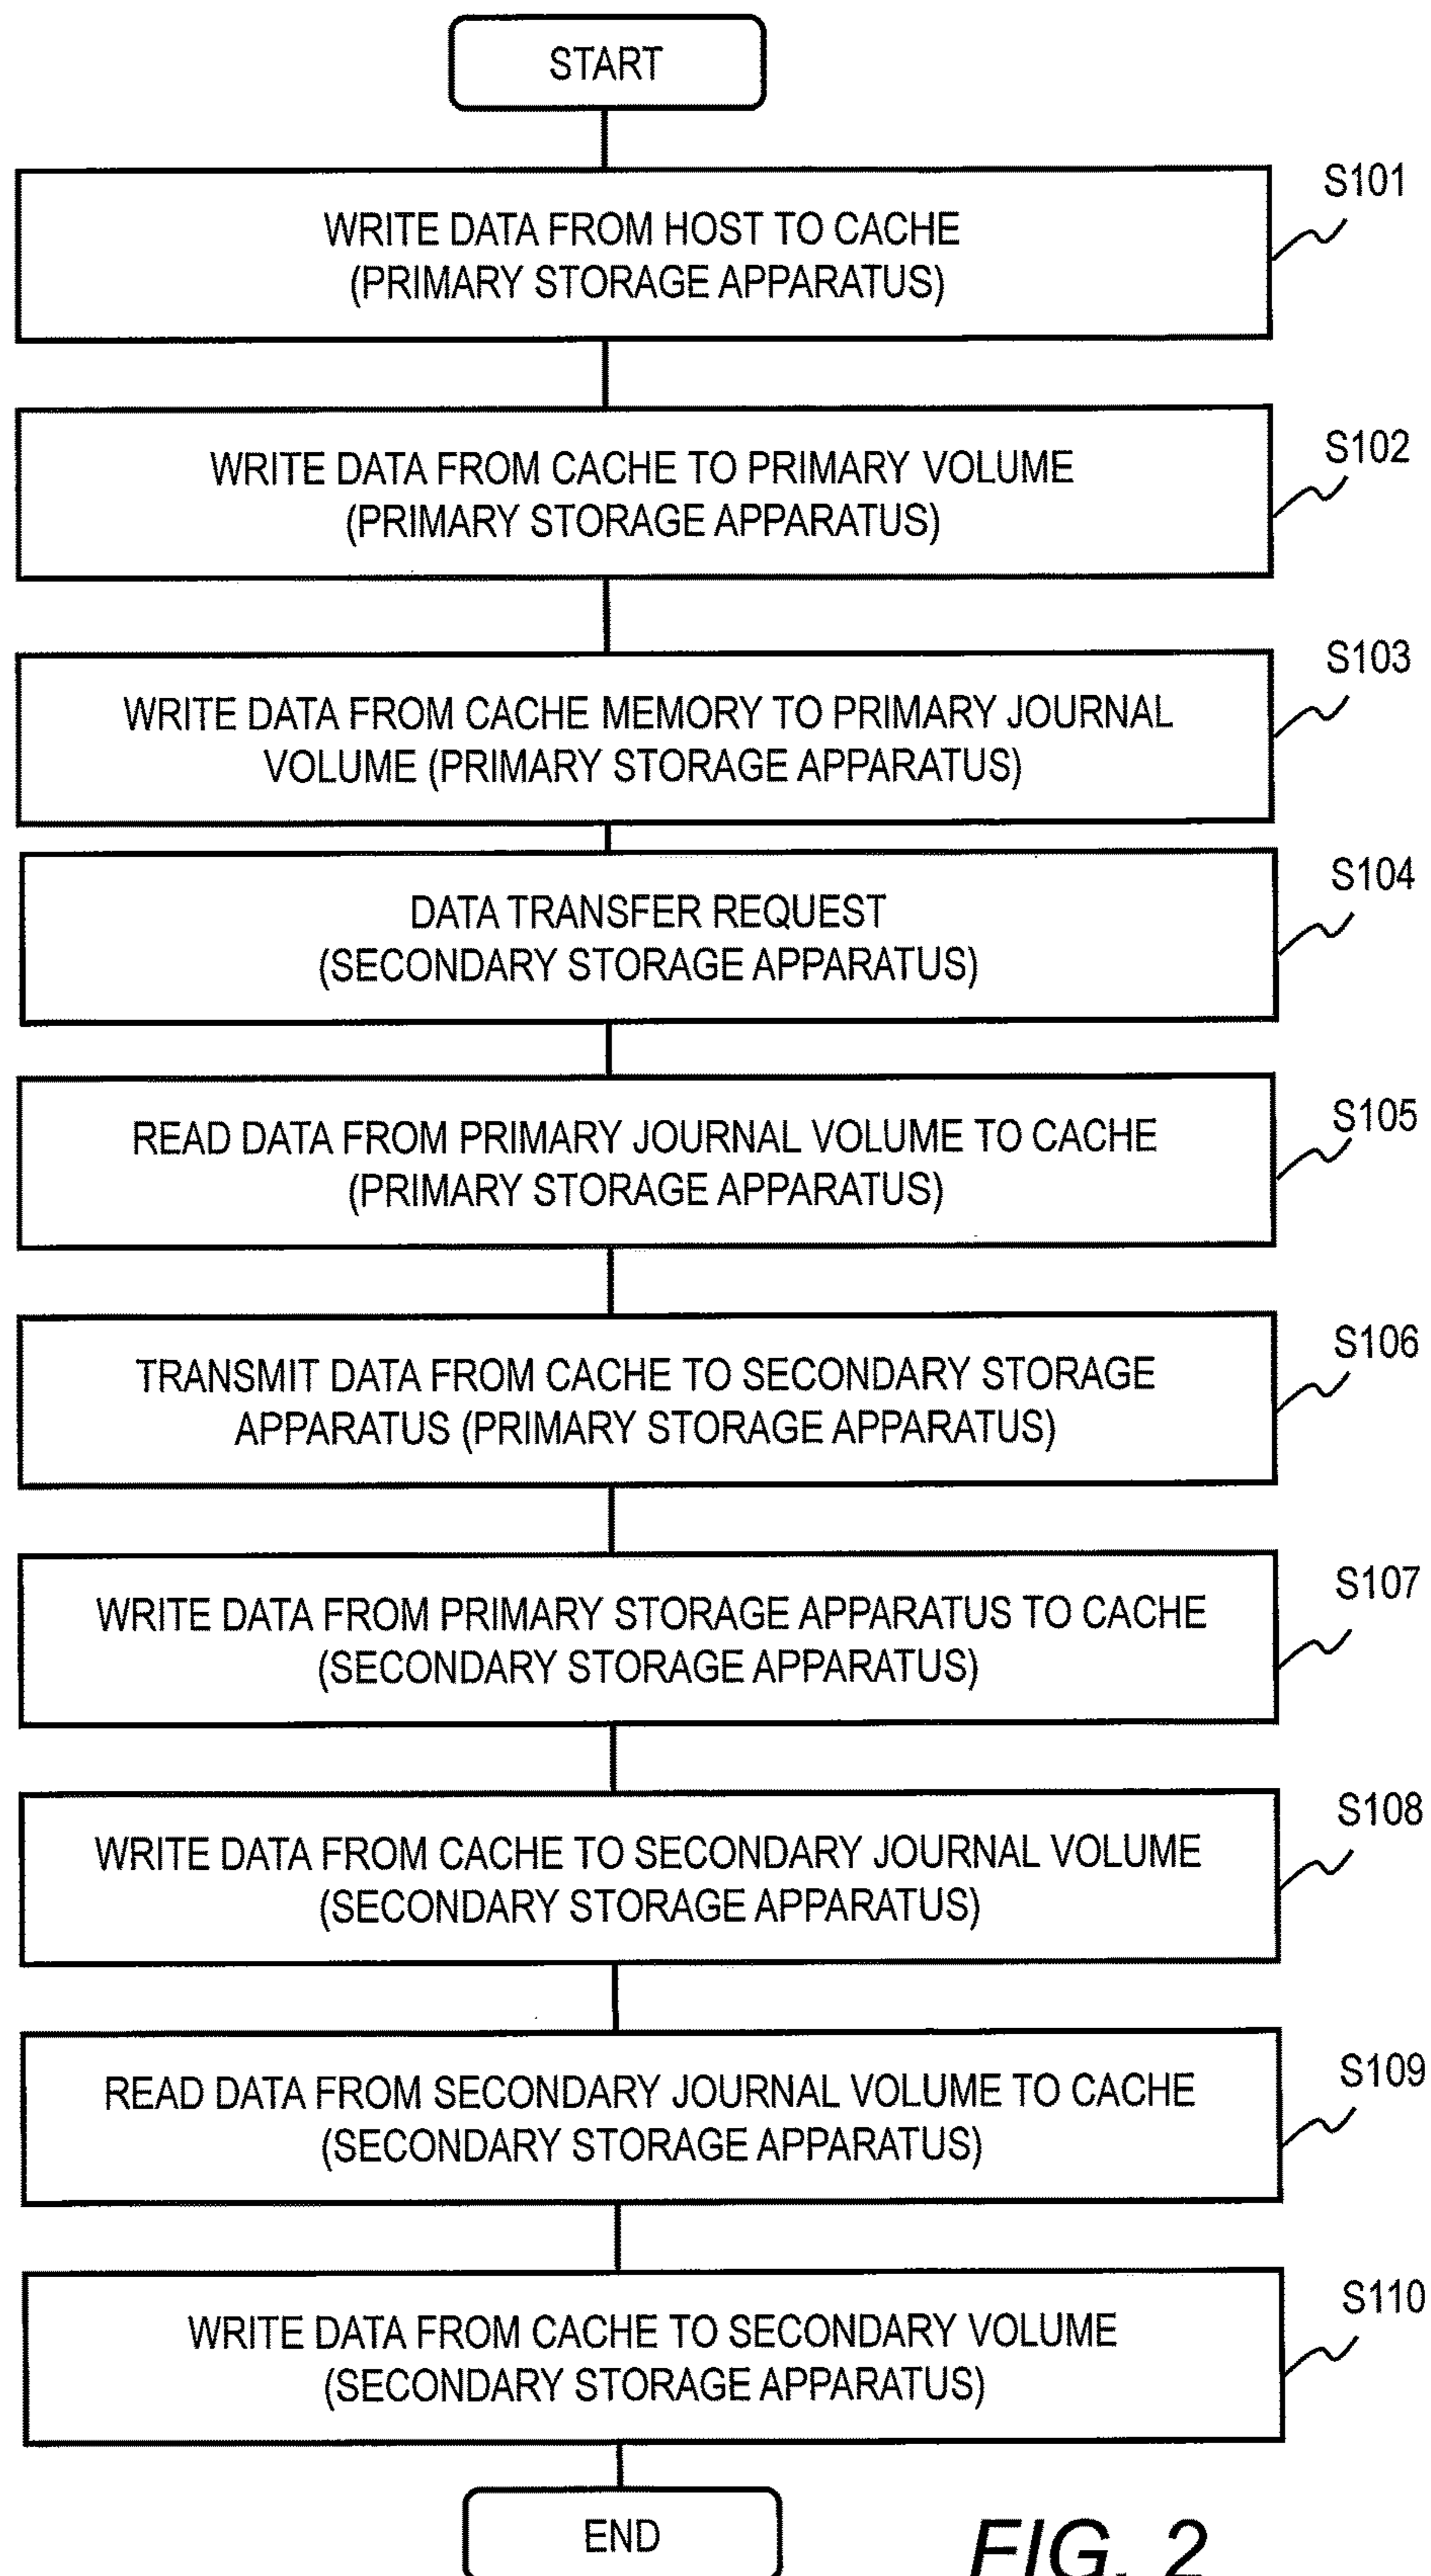 START
S101
WRITE DATA FROM HOST TO CACHE
(PRIMARY STORAGE APPARATUS)
S102
WRITE DATA FROM CACHE TO PRIMARY VOLUME
(PRIMARY STORAGE APPARATUS)
S103
WRITE DATA FROM CACHE MEMORY TO PRIMARY JOURNAL
VOLUME (PRIMARY STORAGE APPARATUS)
S104
DATA TRANSFER REQUEST
(SECONDARY STORAGE APPARATUS)
S105
READ DATA FROM PRIMARY JOURNAL VOLUME TO CACHE
(PRIMARY STORAGE APPARATUS)
S106
TRANSMIT DATA FROM CACHE TO SECONDARY STORAGE
APPARATUS (PRIMARY STORAGE APPARATUS)
S107
WRITE DATA FROM PRIMARY STORAGE APPARATUS TO CACHE
(SECONDARY STORAGE APPARATUS)
S108
WRITE DATA FROM CACHE TO SECONDARY JOURNAL VOLUME
(SECONDARY STORAGE APPARATUS)
S109
READ DATA FROM SECONDARY JOURNAL VOLUME TO CACHE
(SECONDARY STORAGE APPARATUS)
S110
WRITE DATA FROM CACHE TO SECONDARY VOLUME
(SECONDARY STORAGE APPARATUS)
END
FIG. 2